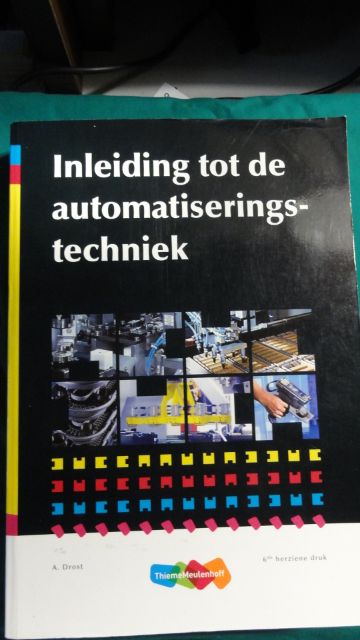 Inleiding tot de
automatiserings-
techniek
A. Drost
ThiemeMeulenhoff
6de herziene druk